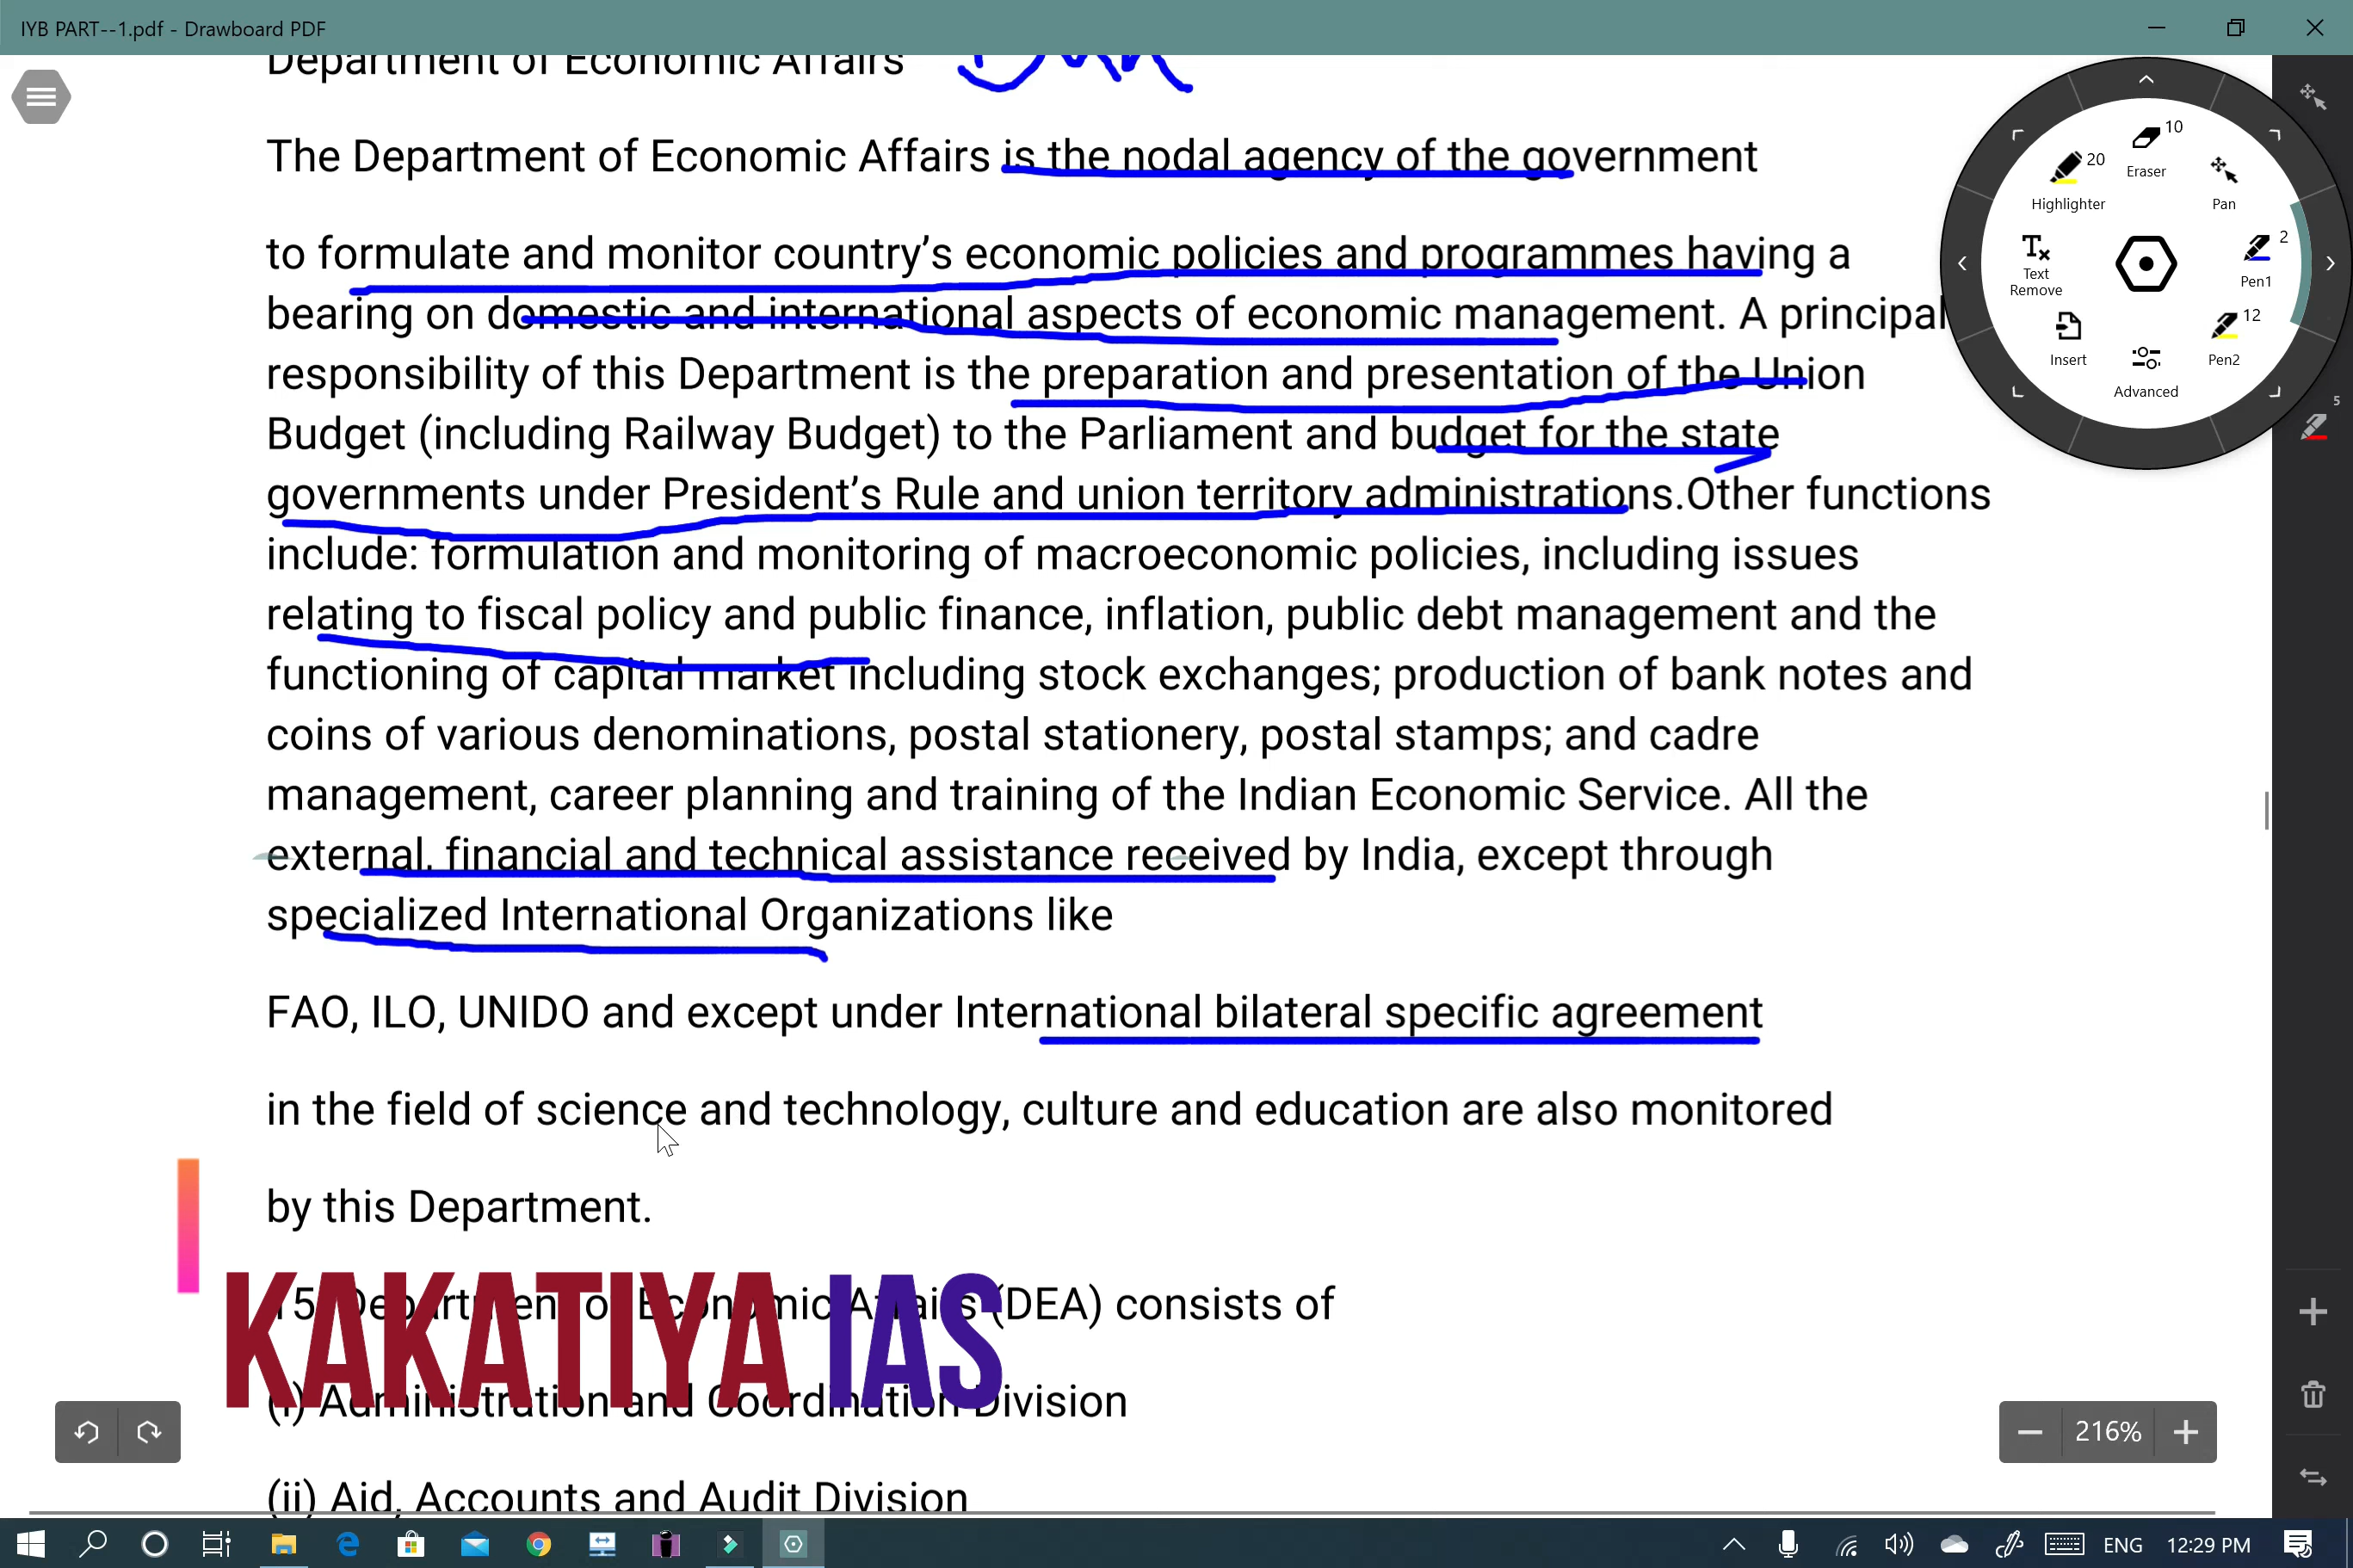 IYB PART--1.pdf - Drawboard PDF
Department of Economic Affairs
The Department of Economic Affairs is the nodal agency of the government
to formulate and monitor country’s economic policies and programmes having a
bearing on domestic and international aspects of economic management. A principal
responsibility of this Department is the preparation and presentation of the Union
Budget (including Railway Budget) to the Parliament and budget for the state
governments under President’s Rule and union territory administrations.Other functions
include: formulation and monitoring of macroeconomic policies, including issues
relating to fiscal policy and public finance, inflation, public debt management and the
functioning of capital market including stock exchanges; production of bank notes and
coins of various denominations, postal stationery, postal stamps; and cadre
management, career planning and training of the Indian Economic Service. All the
external, financial and technical assistance received by India, except through
specialized International Organizations like
FAO, ILO, UNIDO and except under International bilateral specific agreement
in the field of science and technology, culture and education are also monitored
by this Department.
15 Department of Economic Affairs (DEA) consists of
KAKATIYA IAS
(i) Administration and Coordination Division
(ii) Aid, Accounts and Audit Division
10
Eraser
20
Highlighter
Pan
Text
Remove
2
Pen1
12
Pen2
Insert
Advanced
5
216%
ENG
12:29 PM